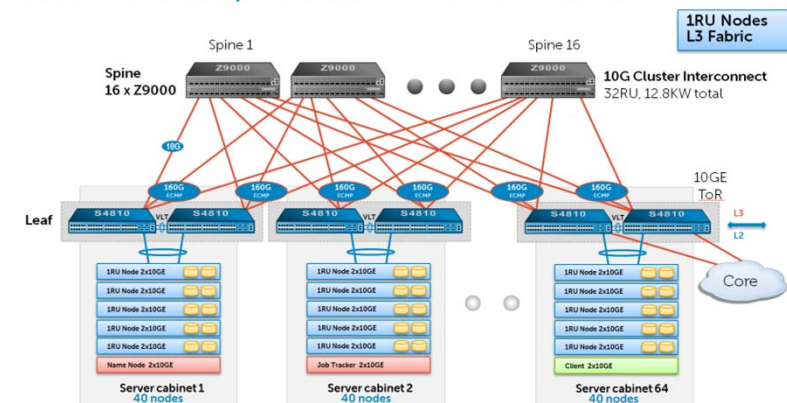 1RU Nodes
L3 Fabric
Spine 1
Spine 16
Spine
16 x Z9000
Z9000
Z9000
Z9000
10G Cluster Interconnect
32RU, 12.8KW total
10G
160G
ECMP
160G
ECMP
160G
ECMP
160G
ECMP
160G
ECMP
160G
ECMP
10GE
ToR
Leaf
S4810
VLT
S4810
S4810
VLT
S4810
S4810
VLT
S4810
L3
L2
Core
1RU Node 2x10GE
1RU Node 2x10GE
1RU Node 2x10GE
1RU Node 2x10GE
1RU Node 2x10GE
Name Node 2x10GE
Server cabinet 1
40 nodes
1RU Node 2x10GE
1RU Node 2x10GE
1RU Node 2x10GE
1RU Node 2x10GE
1RU Node 2x10GE
Job Tracker 2x10GE
Server cabinet 2
40 nodes
1RU Node 2x10GE
1RU Node 2x10GE
1RU Node 2x10GE
1RU Node 2x10GE
1RU Node 2x10GE
Client 2x10GE
Server cabinet 64
40 nodes